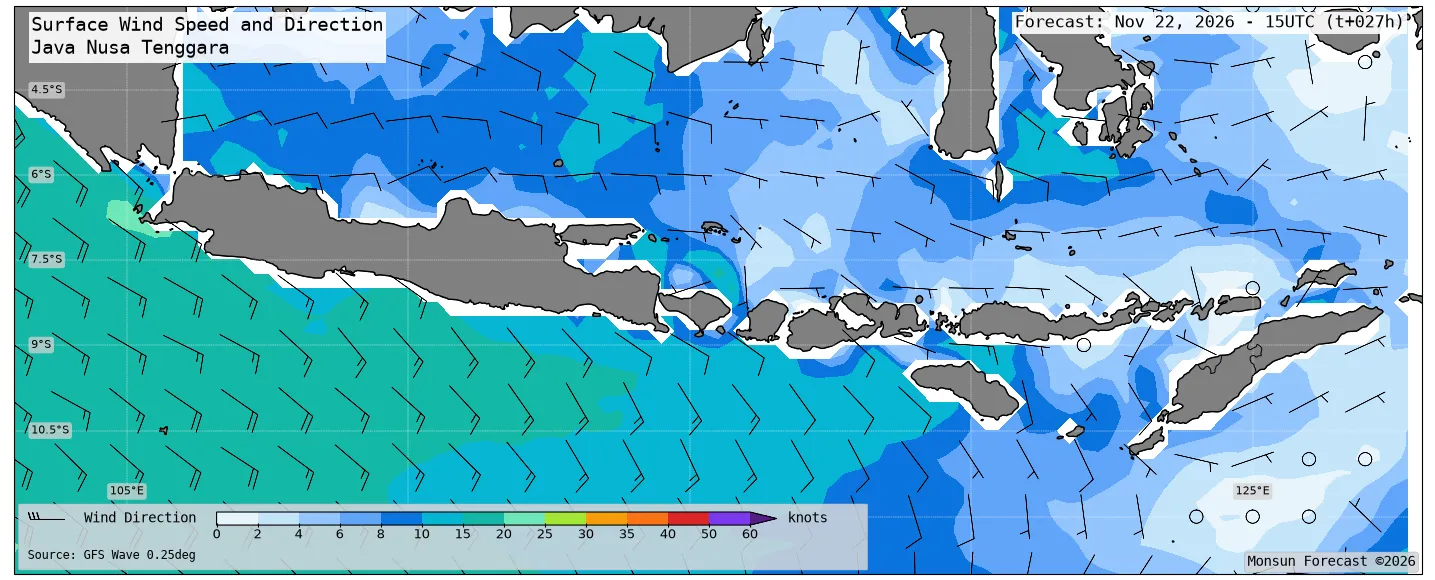 Surface Wind Speed and Direction
Java Nusa Tenggara
Forecast: Nov 22, 2026 - 15UTC (t+027h)
4.5°S
6°S
7.5°S
9°S
10.5°S
105°E
125°E
Wind Direction
0 2 4 6 8 10 15 20 25 30 35 40 50 60
knots
Source: GFS Wave 0.25deg
Monsun Forecast ©2026